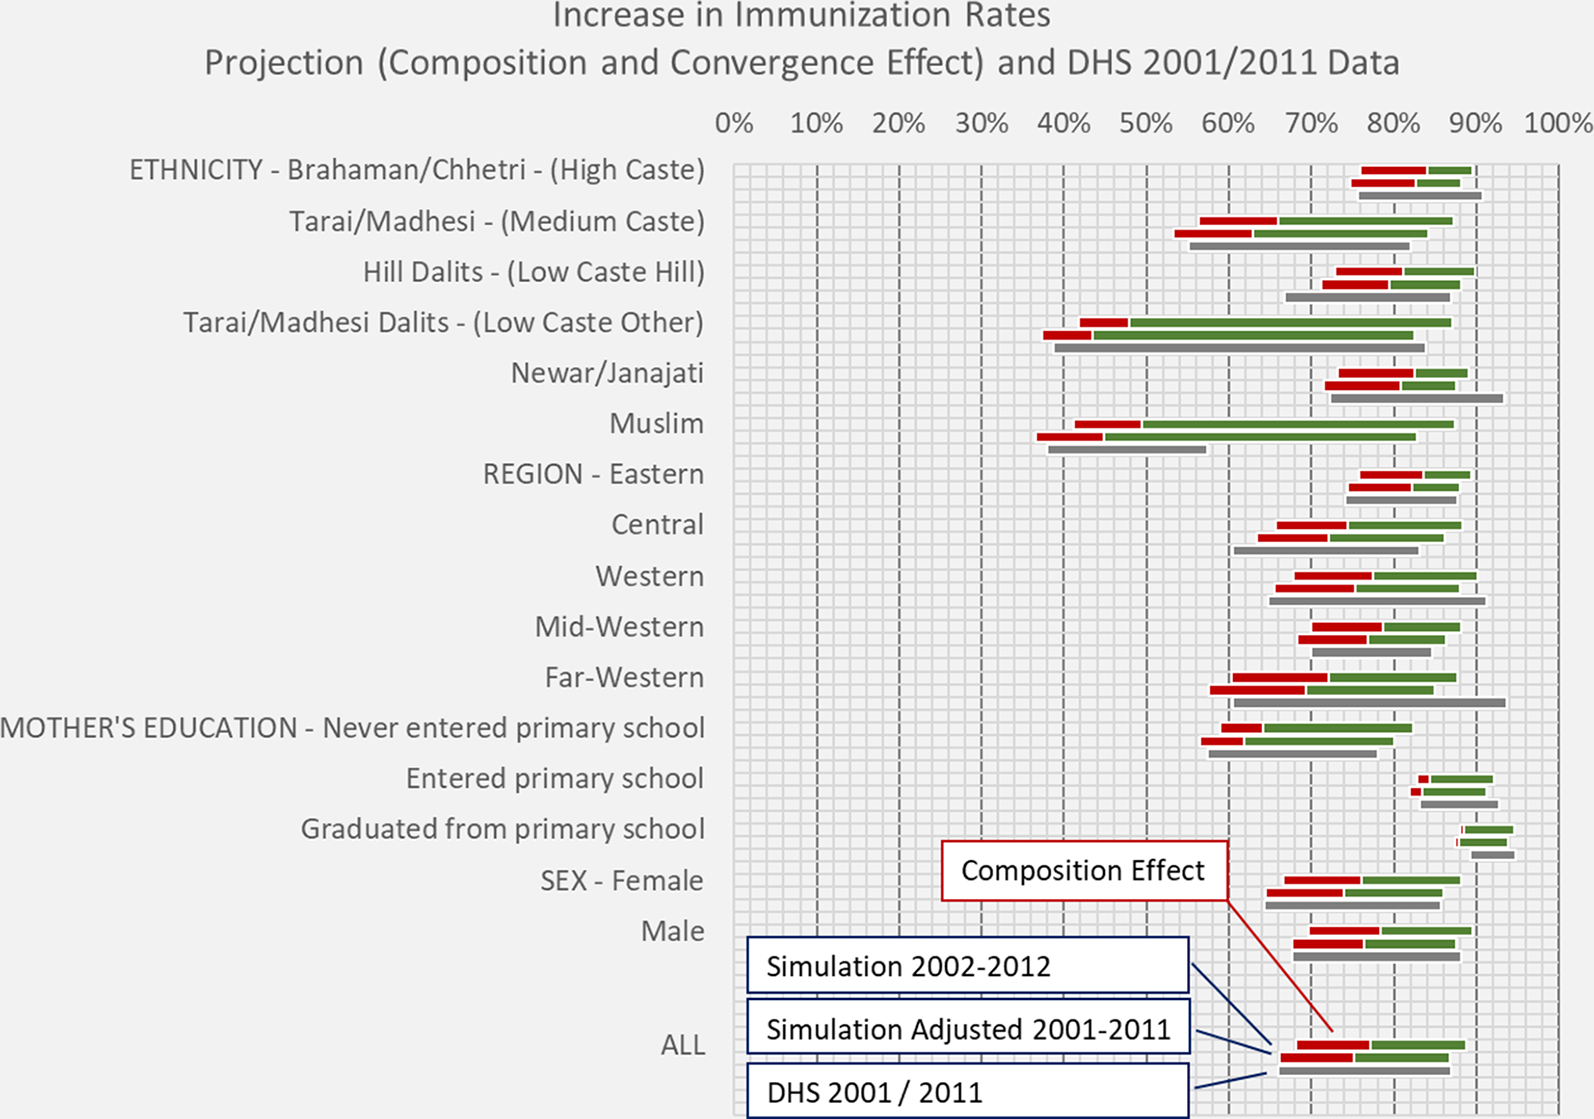 Increase in Immunization Rates
Projection (Composition and Convergence Effect) and DHS 2001/2011 Data
0% 10% 20% 30% 40% 50% 60% 70% 80% 90% 100%
ETHNICITY - Brahaman/Chhetri - (High Caste)
Tarai/Madhesi - (Medium Caste)
Hill Dalits - (Low Caste Hill)
Tarai/Madhesi Dalits - (Low Caste Other)
Newar/Janajati
Muslim
REGION - Eastern
Central
Western
Mid-Western
Far-Western
MOTHER'S EDUCATION - Never entered primary school
Entered primary school
Graduated from primary school
Composition Effect
SEX - Female
Male
Simulation 2002-2012
Simulation Adjusted 2001-2011
ALL
DHS 2001 / 2011